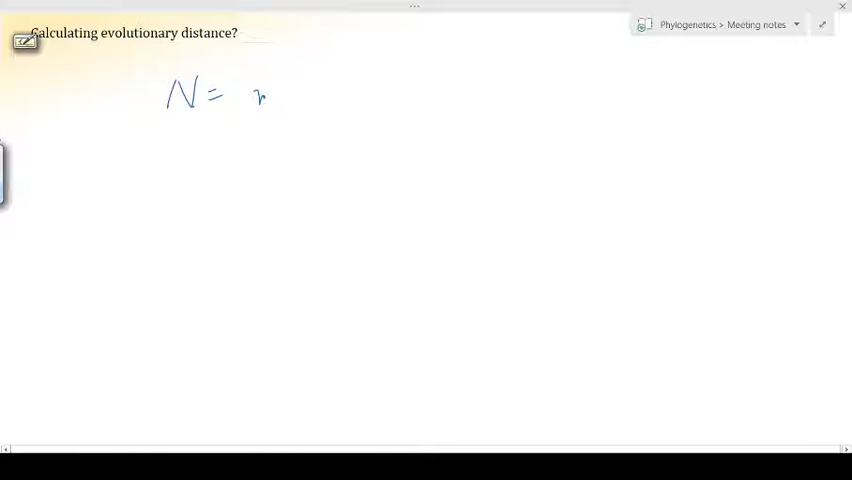 Calculating evolutionary distance?
Phylogenetics > Meeting notes
N =